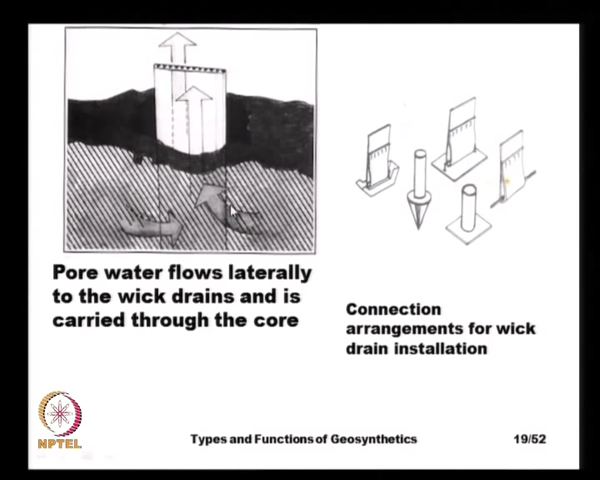 Pore water flows laterally
to the wick drains and is
carried through the core
Connection
arrangements for wick
drain installation
NPTEL
Types and Functions of Geosynthetics
19/52